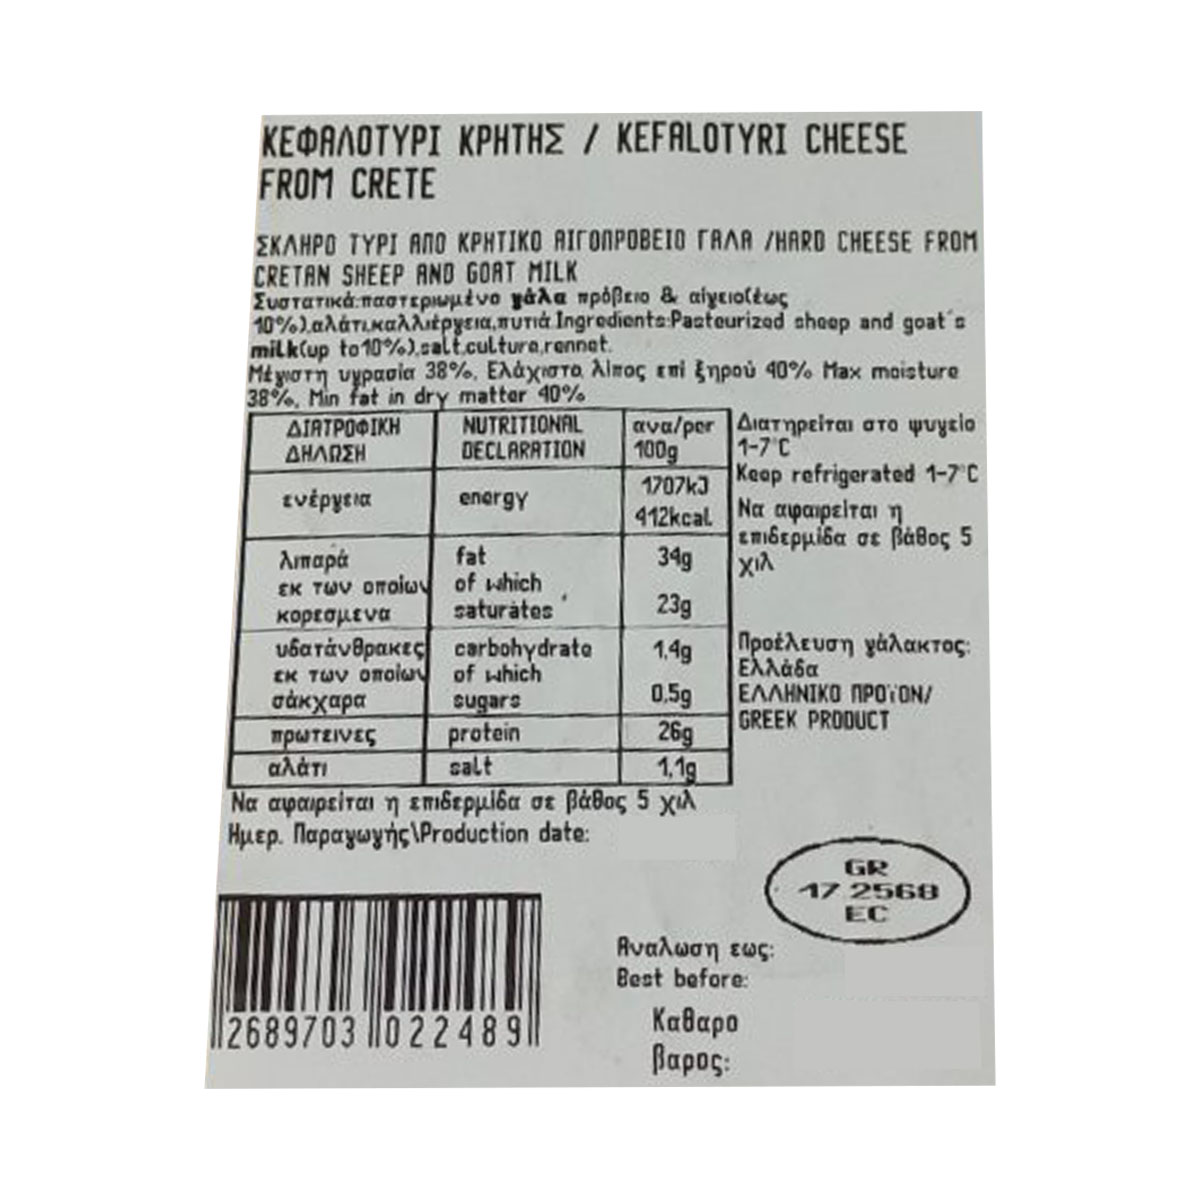 ΚΕΦΑΛΟΤΥΡΙ ΚΡΗΤΗΣ / KEFALOTYRI CHEESE
FROM CRETE
ΣΚΛΗΡΟ ΤΥΡΙ ΑΠΟ ΚΡΗΤΙΚΟ ΑΙΓΟΠΡΟΒΕΙΟ ΓΑΛΑ /HARD CHEESE FROM
CRETAN SHEEP AND GOAT MILK
Συστατικά:παστεριωμένο γάλα πρόβειο & αίγειο(έως
10%),αλάτι,καλλιέργεια,πυτιά.Ingredients:Pasteurized sheep and goat´s
milk(up to10%),salt,culture,rennet.
Μέγιστη υγρασία 38%, Ελάχιστο λίπος επί ξηρού 40% Max moisture
38%, Min fat in dry matter 40%
ΔΙΑΤΡΟΦΙΚΗ ΔΗΛΩΣΗ NUTRITIONAL DECLARATION ανα/per 100g
ενέργεια energy 1707kJ
412kcal
λιπαρά fat 34g
εκ των οποίων of which
κορεσμενα saturates 23g
υδατάνθρακες carbohydrate 1,4g
εκ των οποίων of which
σάκχαρα sugars 0,5g
πρωτεινες protein 26g
αλάτι salt 1,1g
Διατηρείται στο ψυγείο
1-7°C
Keep refrigerated 1-7°C
Να αφαιρείται η
επιδερμίδα σε βάθος 5
χιλ
Προέλευση γάλακτος:
Ελλάδα
ΕΛΛΗΝΙΚΟ ΠΡΟϊΟΝ/
GREEK PRODUCT
Να αφαιρείται η επιδερμίδα σε βάθος 5 χιλ
Ημερ. Παραγωγής\Production date:
GR
17 2568
EC
Αναλωση εως:
Best before:
Καθαρο
βαρος:
2689703 022489